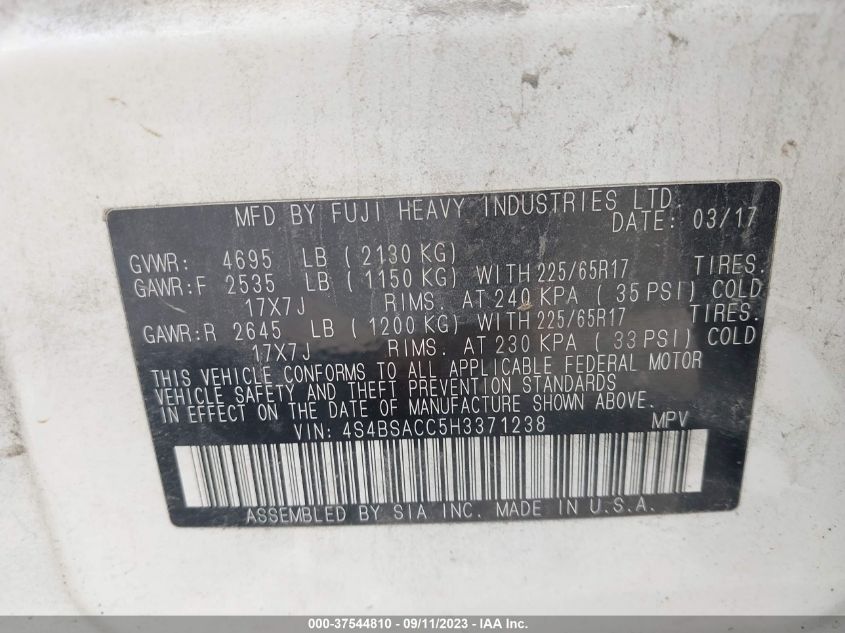 MFD BY FUJI HEAVY INDUSTRIES LTD.
DATE: 03/17
GVWR: 4695 LB ( 2130 KG)
GAWR:F 2535 LB ( 1150 KG) WITH 225/65R17 TIRES.
17X7J RIMS. AT 240 KPA ( 35 PSI) COLD
GAWR:R 2645 LB ( 1200 KG) WITH 225/65R17 TIRES.
17X7J RIMS. AT 230 KPA ( 33 PSI) COLD
THIS VEHICLE CONFORMS TO ALL APPLICABLE FEDERAL MOTOR
VEHICLE SAFETY AND THEFT PREVENTION STANDARDS
IN EFFECT ON THE DATE OF MANUFACTURE SHOWN ABOVE.
VIN: 4S4BSACC5H3371238 MPV
ASSEMBLED BY SIA INC. MADE IN U.S.A.
000-37544810 - 09/11/2023 - IAA Inc.